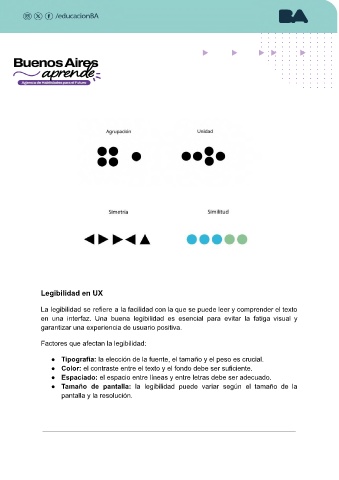 /educacionBA
BA
Buenos Aires
aprende
Agencia de Habilidades para el Futuro
Agrupación
Unidad
Simetría
Similitud
Legibilidad en UX
La legibilidad se refiere a la facilidad con la que se puede leer y comprender el texto
en una interfaz. Una buena legibilidad es esencial para evitar la fatiga visual y
garantizar una experiencia de usuario positiva.
Factores que afectan la legibilidad:
● Tipografía: la elección de la fuente, el tamaño y el peso es crucial.
● Color: el contraste entre el texto y el fondo debe ser suficiente.
● Espaciado: el espacio entre líneas y entre letras debe ser adecuado.
● Tamaño de pantalla: la legibilidad puede variar según el tamaño de la
pantalla y la resolución.